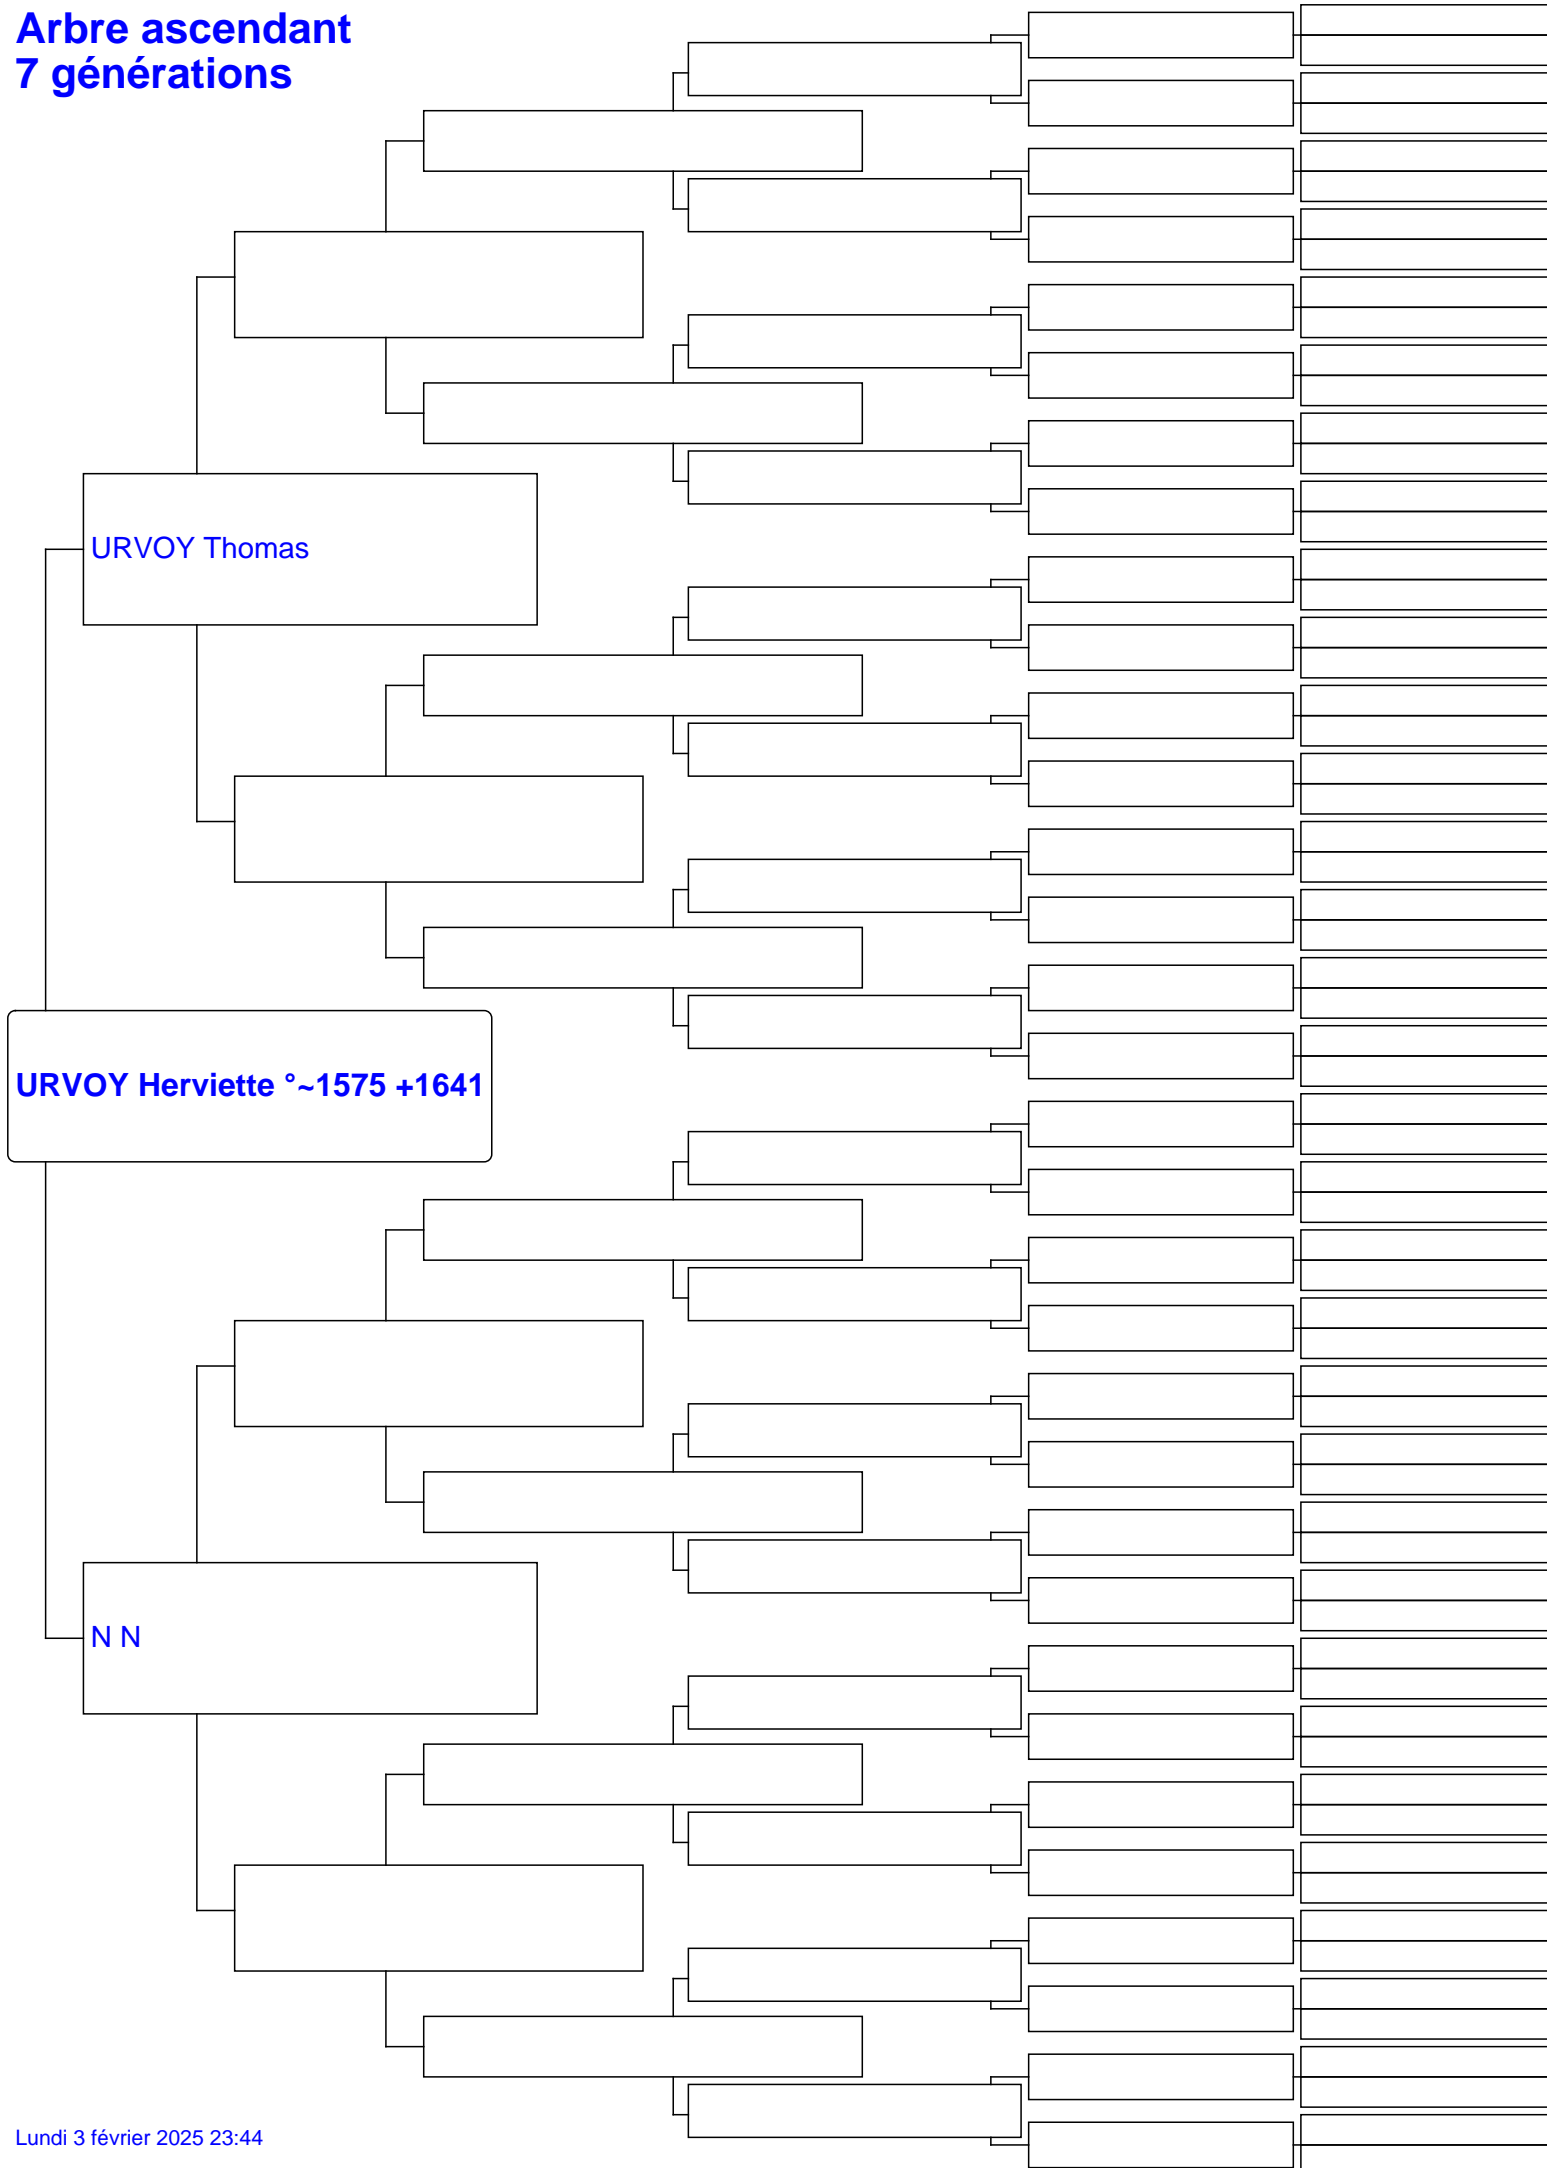 Arbre ascendant
7 générations
URVOY Thomas
URVOY Herviette °~1575 +1641
N N
Lundi 3 février 2025 23:44